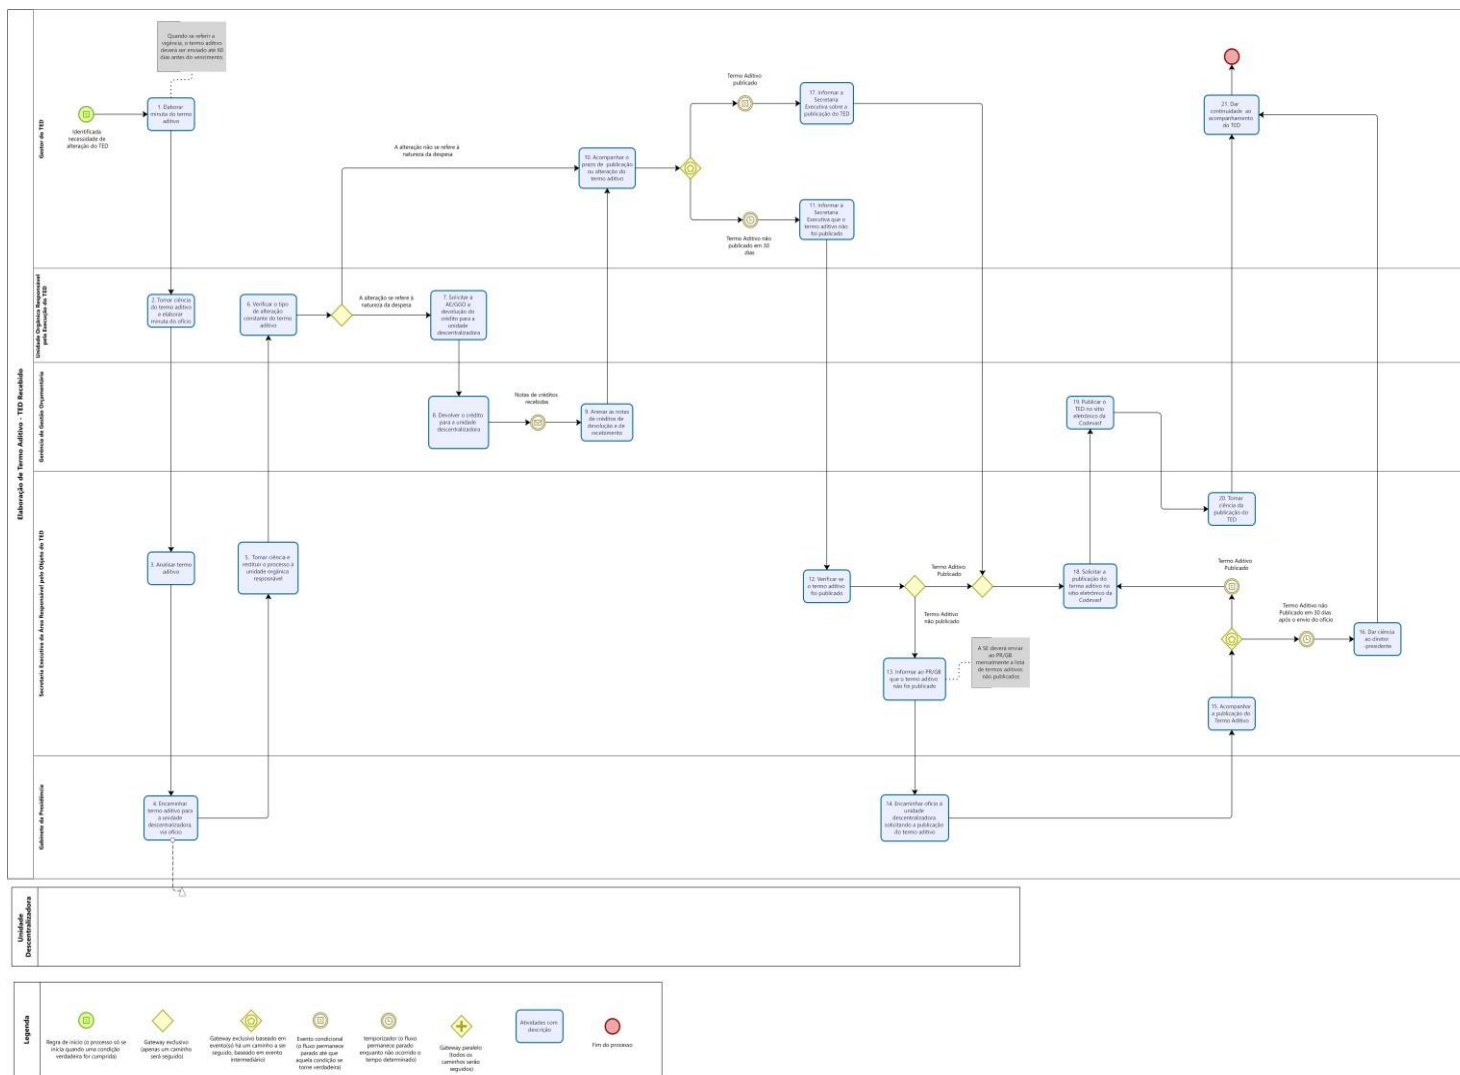 Elaboração de Termo Aditivo - TED Recebido
Gestor do TED
Quando se referir a
vigência, o termo aditivo
deverá ser enviado até 60
dias antes do vencimento.
Identificada
necessidade de
alteração do TED
1. Elaborar
minuta do termo
aditivo
A alteração não se refere à
natureza da despesa
10. Acompanhar o
prazo de publicação
ou alteração do
termo aditivo
Termo Aditivo
publicado
17. Informar a
Secretaria
Executiva sobre a
publicação do TED
Termo Aditivo não
publicado em 30
dias
11. Informar à
Secretaria
Executiva que o
termo aditivo não
foi publicado
21. Dar
continuidade ao
acompanhamento
do TED
Unidade Orgânica Responsável
pela Execução do TED
2. Tomar ciência
do termo aditivo
e elaborar
minuta do ofício
6. Verificar o tipo
de alteração
constante do termo
aditivo
A alteração se refere à
natureza da despesa
7. Solicitar à
AE/GGO a
devolução do
crédito para a
unidade
descentralizadora
Gerência de Gestão Orçamentária
8. Devolver o crédito
para a unidade
descentralizadora
Notas de créditos
recebidas
9. Anexar as notas
de créditos de
devolução e de
recebimento
19. Publicar o
TED no sítio
eletrônico da
Codevasf
Secretaria Executiva da Área Responsável pelo Objeto do TED
3. Analisar termo
aditivo
5. Tomar ciência e
restituir o processo à
unidade orgânica
responsável
12. Verificar se
o termo aditivo
foi publicado
Termo Aditivo
Publicado
Termo Aditivo
não publicado
13. Informar ao PR/GB
que o termo aditivo
não foi publicado
A SE deverá enviar
ao PR/GB
mensalmente a lista
de termos aditivos
não publicados
18. Solicitar a
publicação do
termo aditivo no
sítio eletrônico da
Codevasf
20. Tomar
ciência da
publicação do
TED
Termo Aditivo
Publicado
Termo Aditivo não
Publicado em 30 dias
após o envio do ofício
16. Dar ciência
ao diretor
-presidente
15. Acompanhar
a publicação do
Termo Aditivo
Gabinete da Presidência
4. Encaminhar
termo aditivo para
a unidade
descentralizadora,
via ofício
14. Encaminhar ofício à
unidade
descentralizadora
solicitando a publicação
do termo aditivo
Unidade
Descentralizadora
Legenda
Regra de início (o processo só se
inicia quando uma condição
verdadeira for cumprida)
Gateway exclusivo
(apenas um caminho
será seguido)
Gateway exclusivo baseado em
evento(só há um caminho a ser
seguido, baseado em evento
intermediário)
Evento condicional
(o fluxo permanece
parado até que
aquela condição se
torne verdadeira)
temporizador (o fluxo
permanece parado
enquanto não ocorrido o
tempo determinado)
Gateway paralelo
(todos os
caminhos serão
seguidos)
Atividades com
descrição
Fim do processo